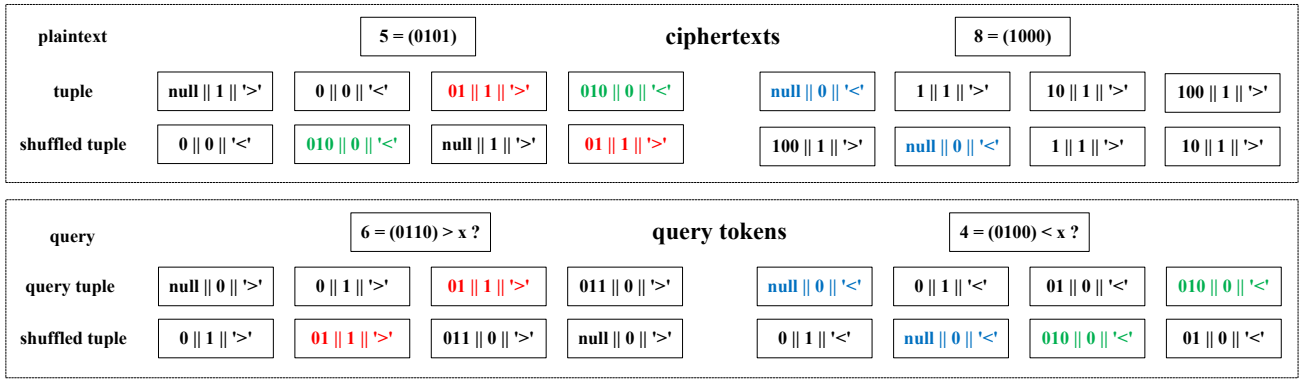 plaintext 5 = (0101) ciphertexts 8 = (1000)
tuple null || 1 || '>' 0 || 0 || '<' 01 || 1 || '>' 010 || 0 || '<' null || 0 || '<' 1 || 1 || '>' 10 || 1 || '>' 100 || 1 || '>'
shuffled tuple 0 || 0 || '<' 010 || 0 || '<' null || 1 || '>' 01 || 1 || '>' 100 || 1 || '>' null || 0 || '<' 1 || 1 || '>' 10 || 1 || '>'
query 6 = (0110) > x ? query tokens 4 = (0100) < x ?
query tuple null || 0 || '>' 0 || 1 || '>' 01 || 1 || '>' 011 || 0 || '>' null || 0 || '<' 0 || 1 || '<' 01 || 0 || '<' 010 || 0 || '<'
shuffled tuple 0 || 1 || '>' 01 || 1 || '>' 011 || 0 || '>' null || 0 || '>' 0 || 1 || '<' null || 0 || '<' 010 || 0 || '<' 01 || 0 || '<'